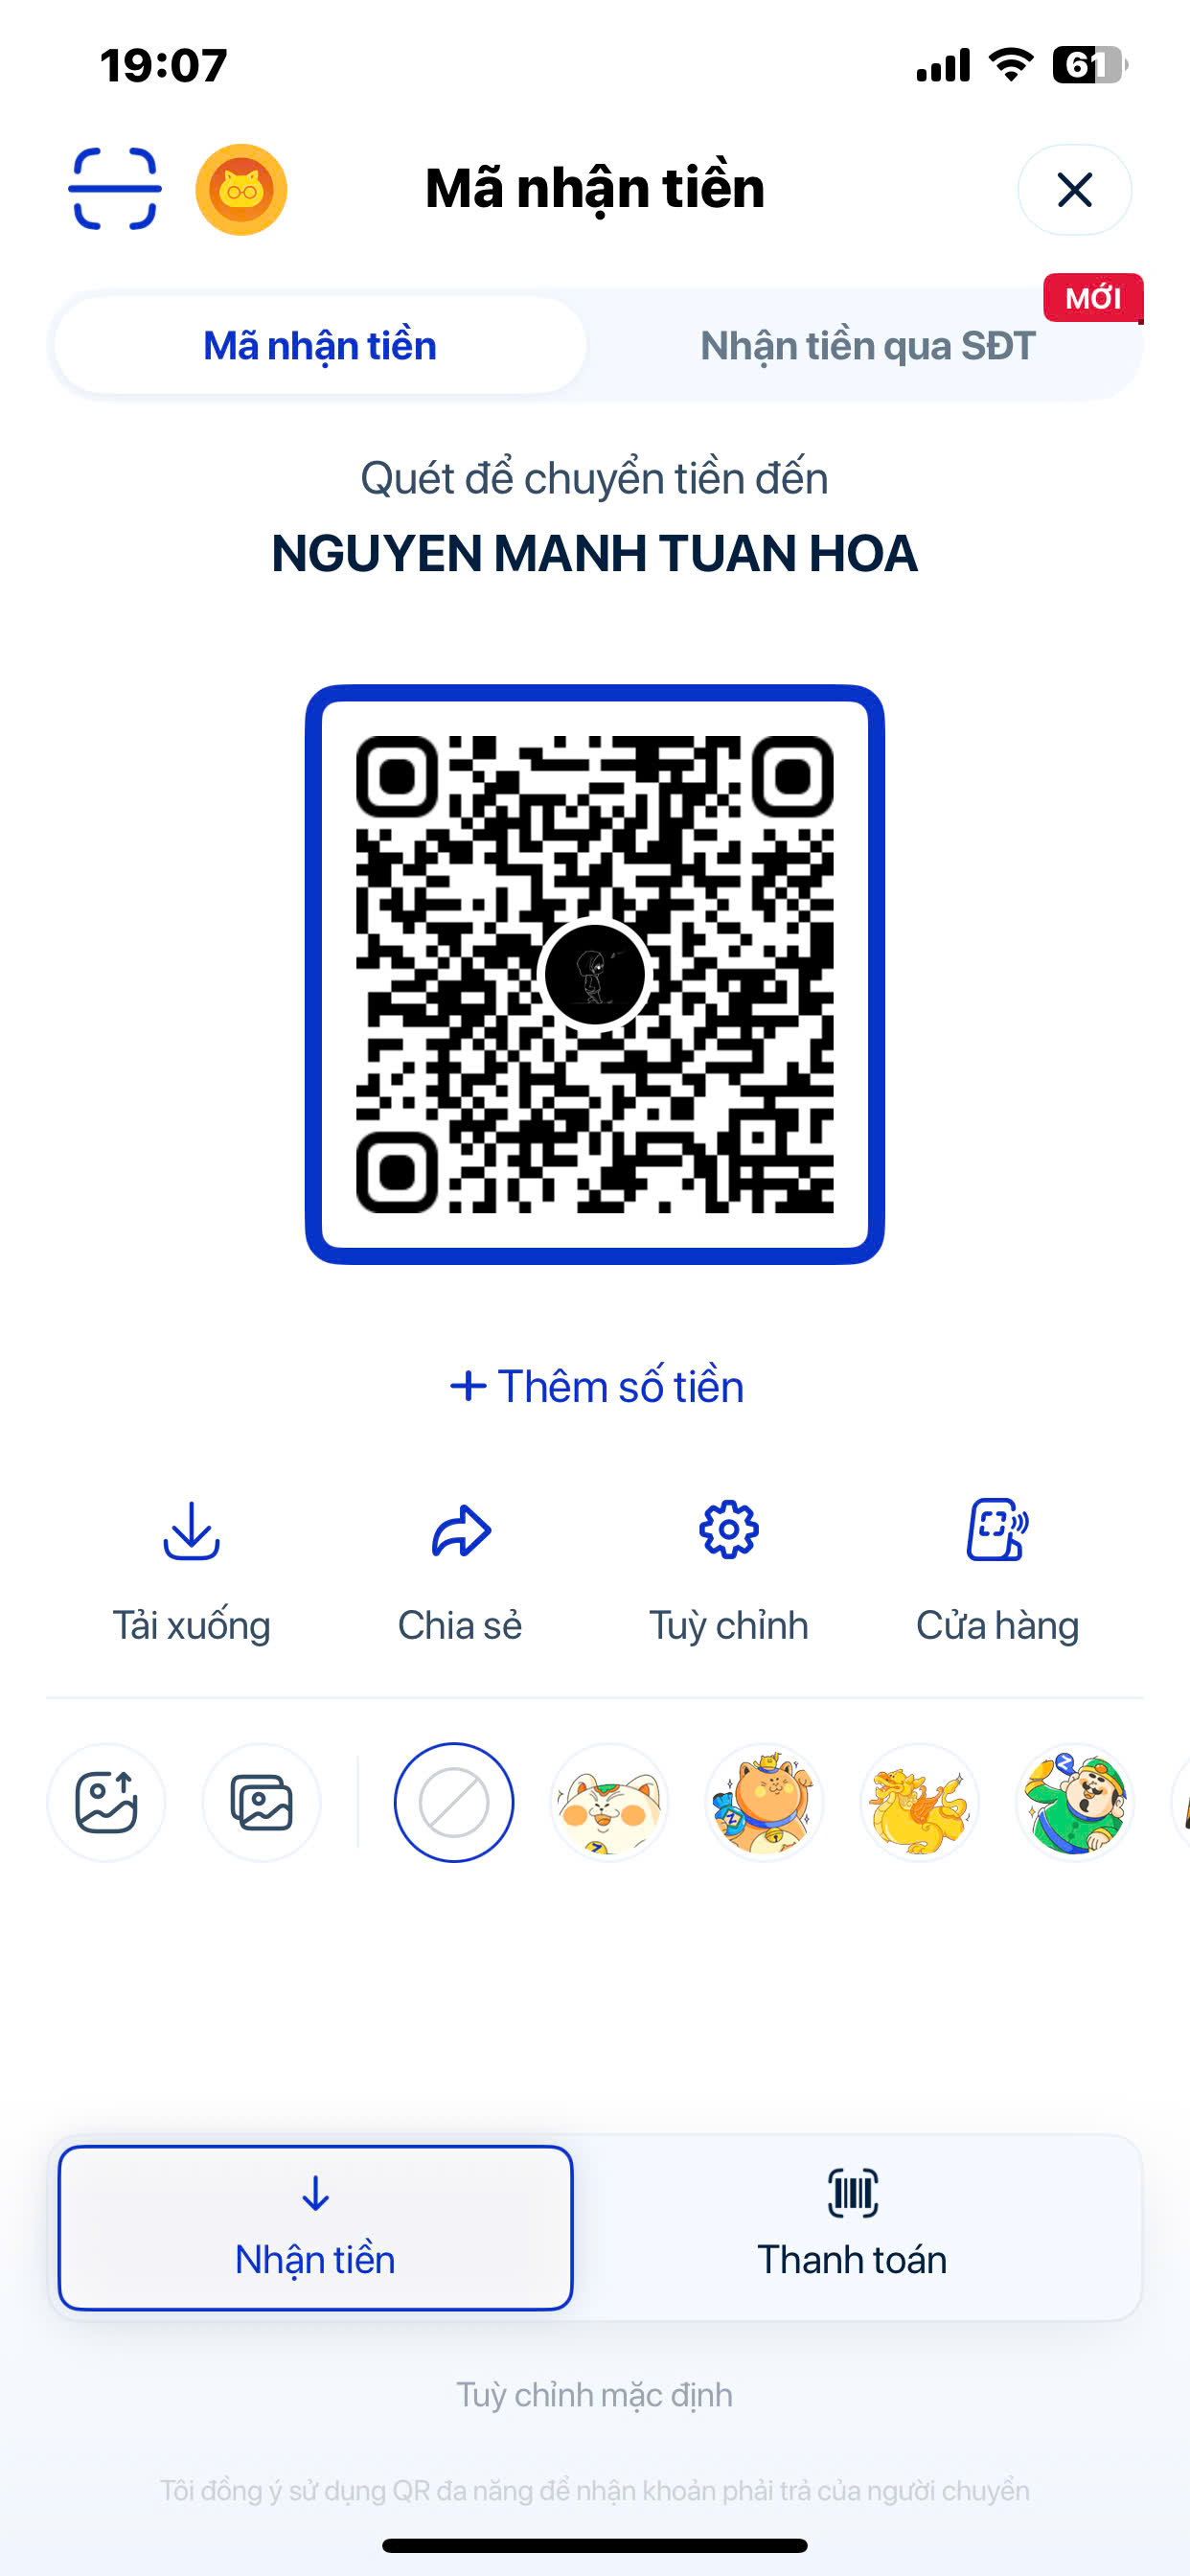 19:07
61
Mã nhận tiền
MỚI
Mã nhận tiền
Nhận tiền qua SĐT
Quét để chuyển tiền đến
NGUYEN MANH TUAN HOA
+ Thêm số tiền
Tải xuống
Chia sẻ
Tuỳ chỉnh
Cửa hàng
Nhận tiền
Thanh toán
Tuỳ chỉnh mặc định
Tôi đồng ý sử dụng QR đa năng để nhận khoản phải trả của người chuyển